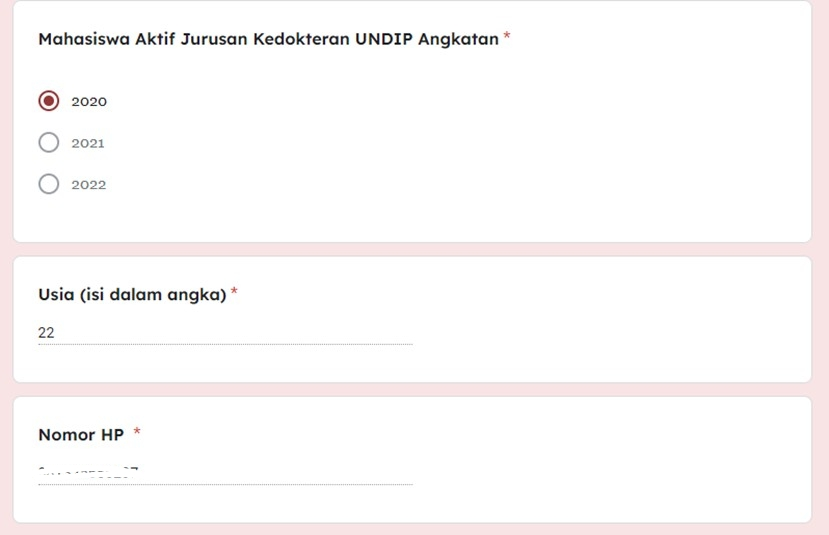 Mahasiswa Aktif Jurusan Kedokteran UNDIP Angkatan *
2020
2021
2022
Usia (isi dalam angka) *
22
Nomor HP *